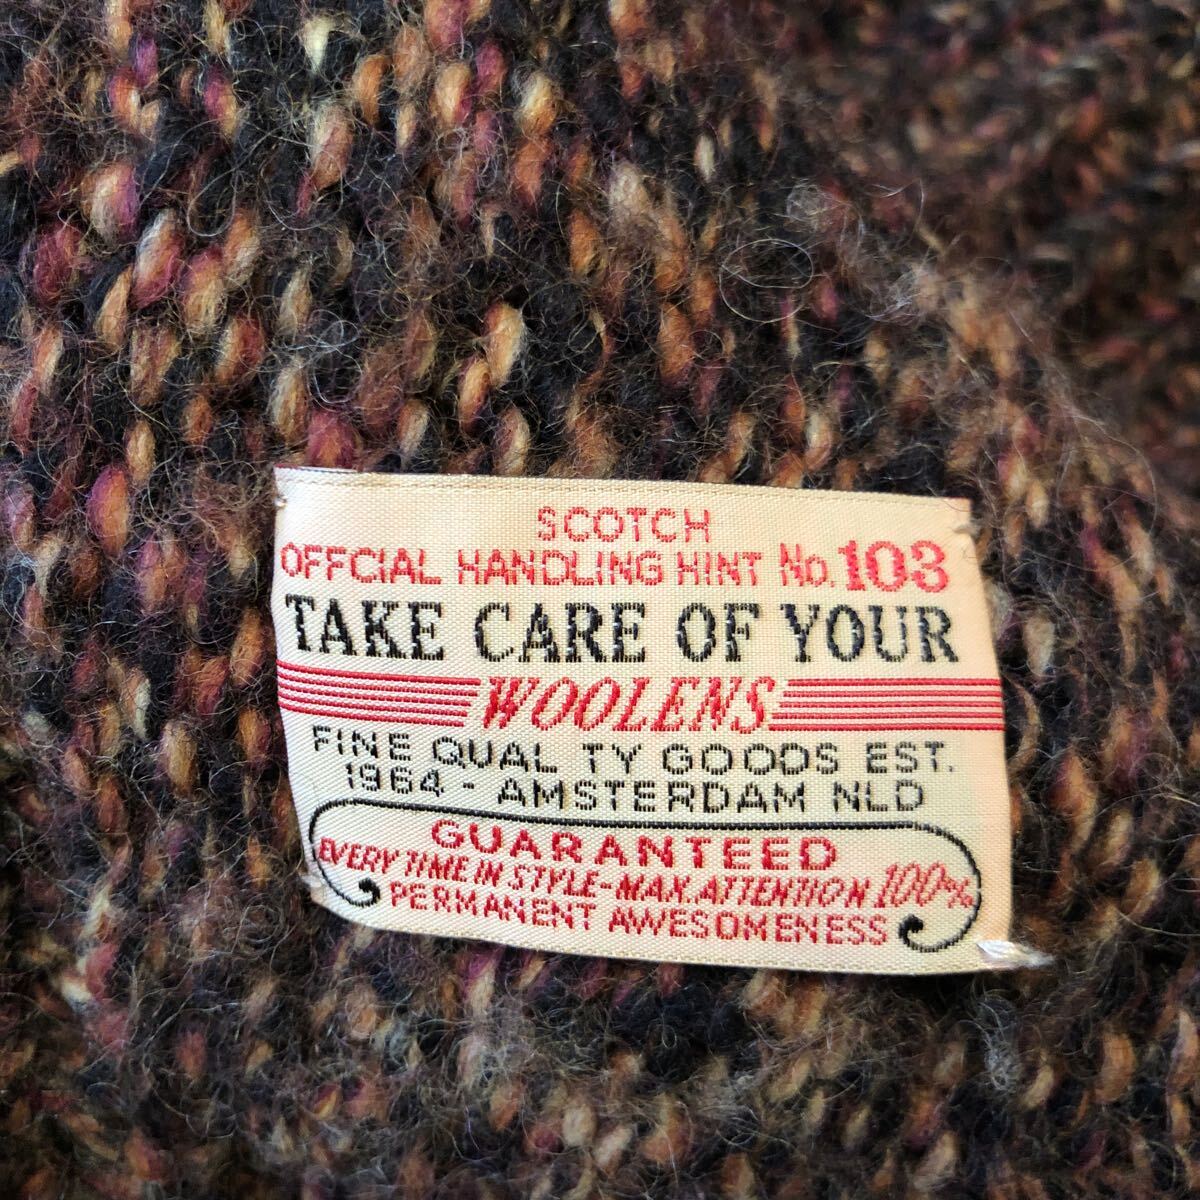 SCOTCH
OFFCIAL HANDLING HINT No. 103
TAKE CARE OF YOUR
WOOLENS
FINE QUAL TY GOODS EST.
1964 - AMSTERDAM NLD
GUARANTEED
EVERY TIME IN STYLE-MAX.ATTENTION 100%
PERMANENT AWESOMENESS